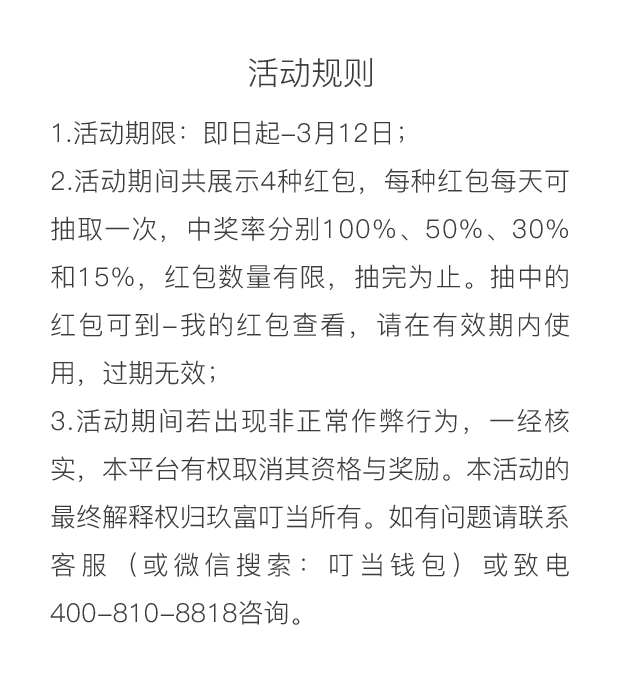 活动规则
1.活动期限：即日起-3月12日；
2.活动期间共展示4种红包，每种红包每天可
抽取一次，中奖率分别100%、50%、30%
和15%，红包数量有限，抽完为止。抽中的
红包可到-我的红包查看，请在有效期内使
用，过期无效；
3.活动期间若出现非正常作弊行为，一经核
实，本平台有权取消其资格与奖励。本活动的
最终解释权归玖富叮当所有。如有问题请联系
客服（或微信搜索：叮当钱包）或致电
400-810-8818咨询。